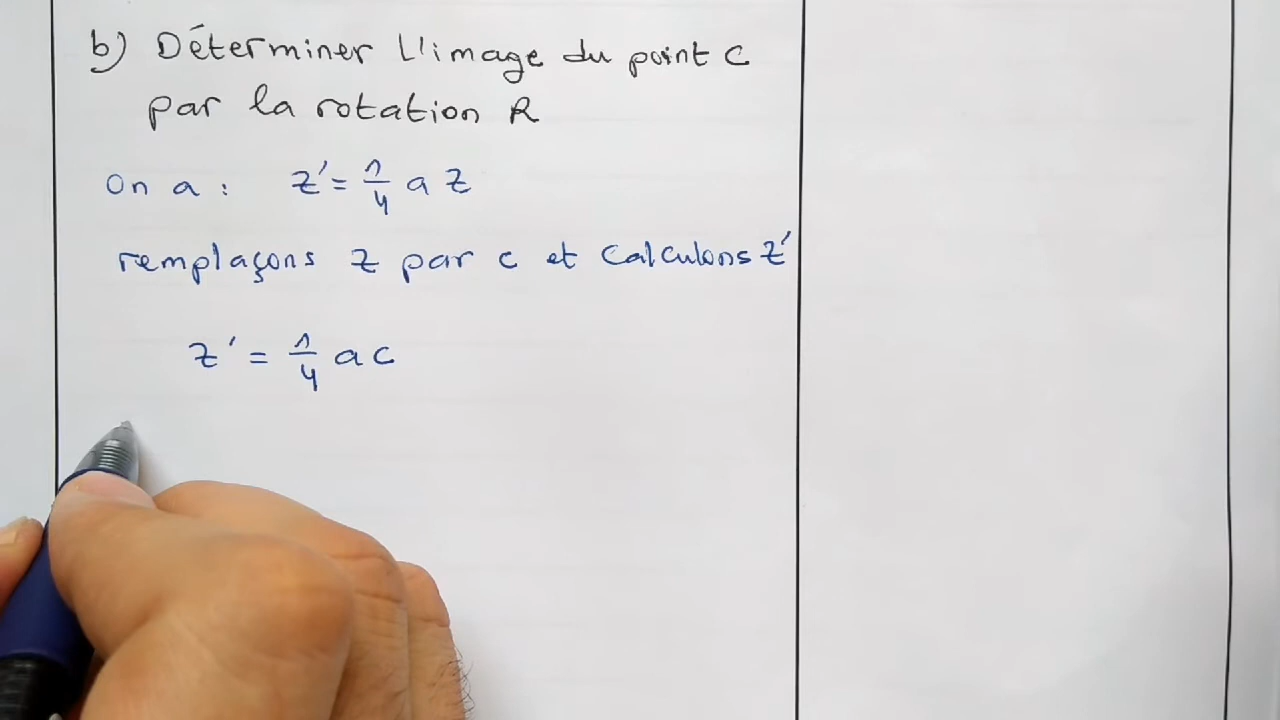 b) Déterminer L'image du point C
par la rotation R
On a : z' = 1/4 a z
remplaçons z par c et calculons z'
z' = 1/4 a c